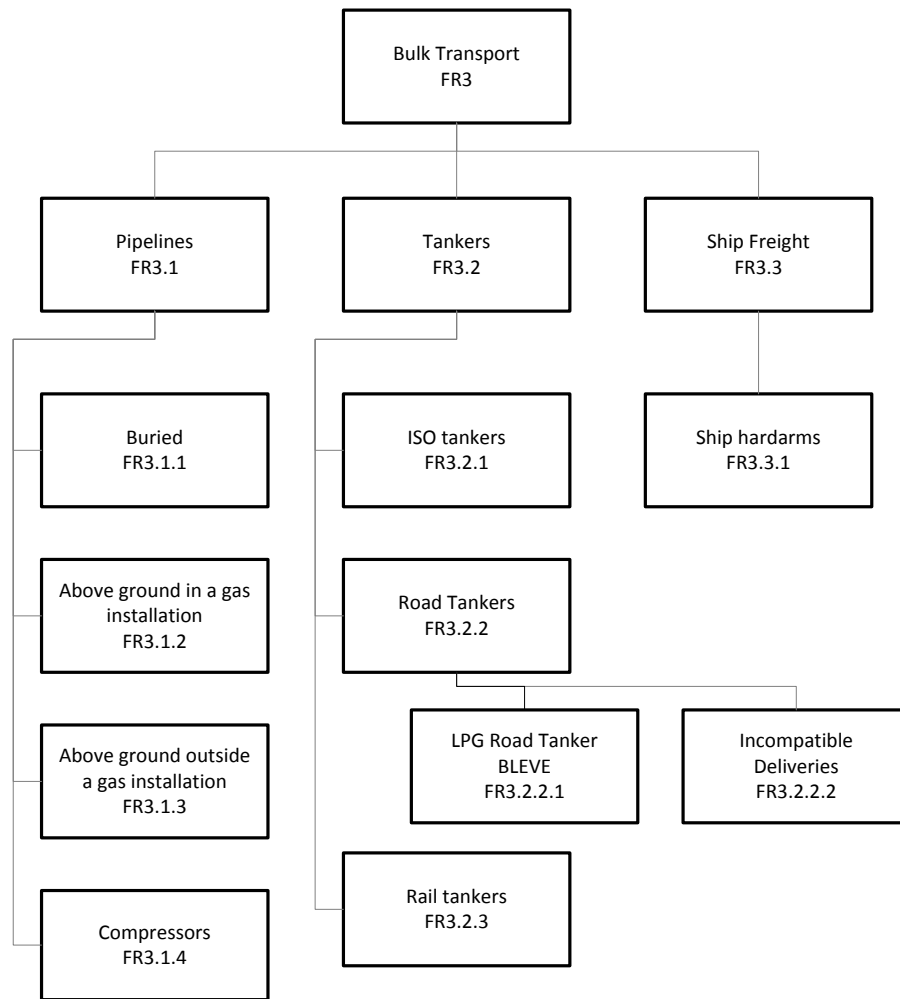 Bulk Transport
FR3
Pipelines
FR3.1
Tankers
FR3.2
Ship Freight
FR3.3
Buried
FR3.1.1
ISO tankers
FR3.2.1
Ship hardarms
FR3.3.1
Above ground in a gas
installation
FR3.1.2
Road Tankers
FR3.2.2
Above ground outside
a gas installation
FR3.1.3
LPG Road Tanker
BLEVE
FR3.2.2.1
Incompatible
Deliveries
FR3.2.2.2
Compressors
FR3.1.4
Rail tankers
FR3.2.3